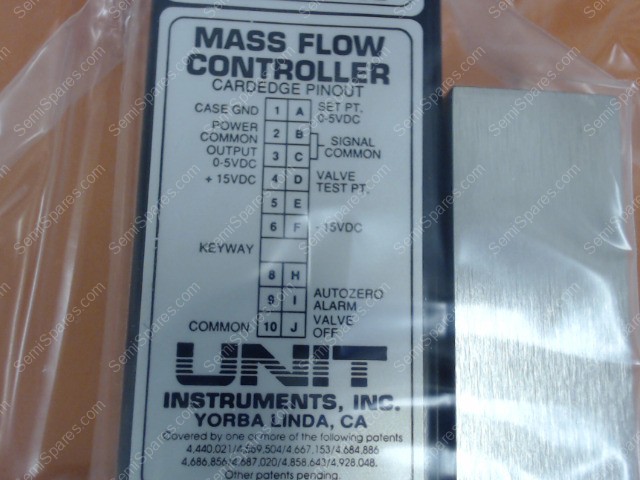 MASS FLOW
CONTROLLER
CARDEDGE PINOUT
CASE GND 1 A SET PT.
0-5VDC
POWER
COMMON 2 B
SIGNAL
COMMON
OUTPUT
0-5VDC 3 C
+ 15VDC 4 D VALVE
TEST PT.
5 E
6 F -15VDC
KEYWAY
8 H
9 I AUTOZERO
ALARM
COMMON 10 J VALVE
OFF
UNIT
INSTRUMENTS, INC.
YORBA LINDA, CA
Covered by one or more of the following patents
4,440,021/4,569,504/4,667,153/4,684,886
4,686,856/4,687,020/4,858,643/4,928,048.
Other patents pending.
SemiSpares.com